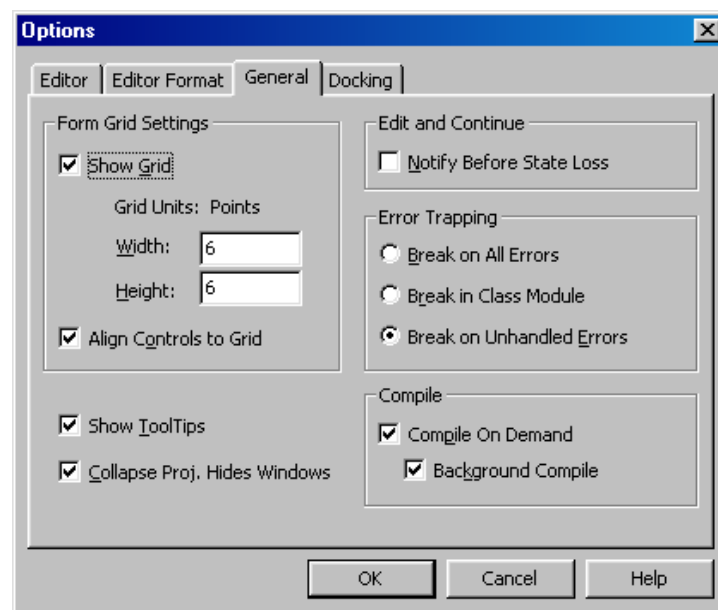 Options
Editor
Editor Format
General
Docking
Form Grid Settings
Show Grid
Grid Units: Points
Width: 6
Height: 6
Align Controls to Grid
Show ToolTips
Collapse Proj. Hides Windows
Edit and Continue
Notify Before State Loss
Error Trapping
Break on All Errors
Break in Class Module
Break on Unhandled Errors
Compile
Compile On Demand
Background Compile
OK
Cancel
Help